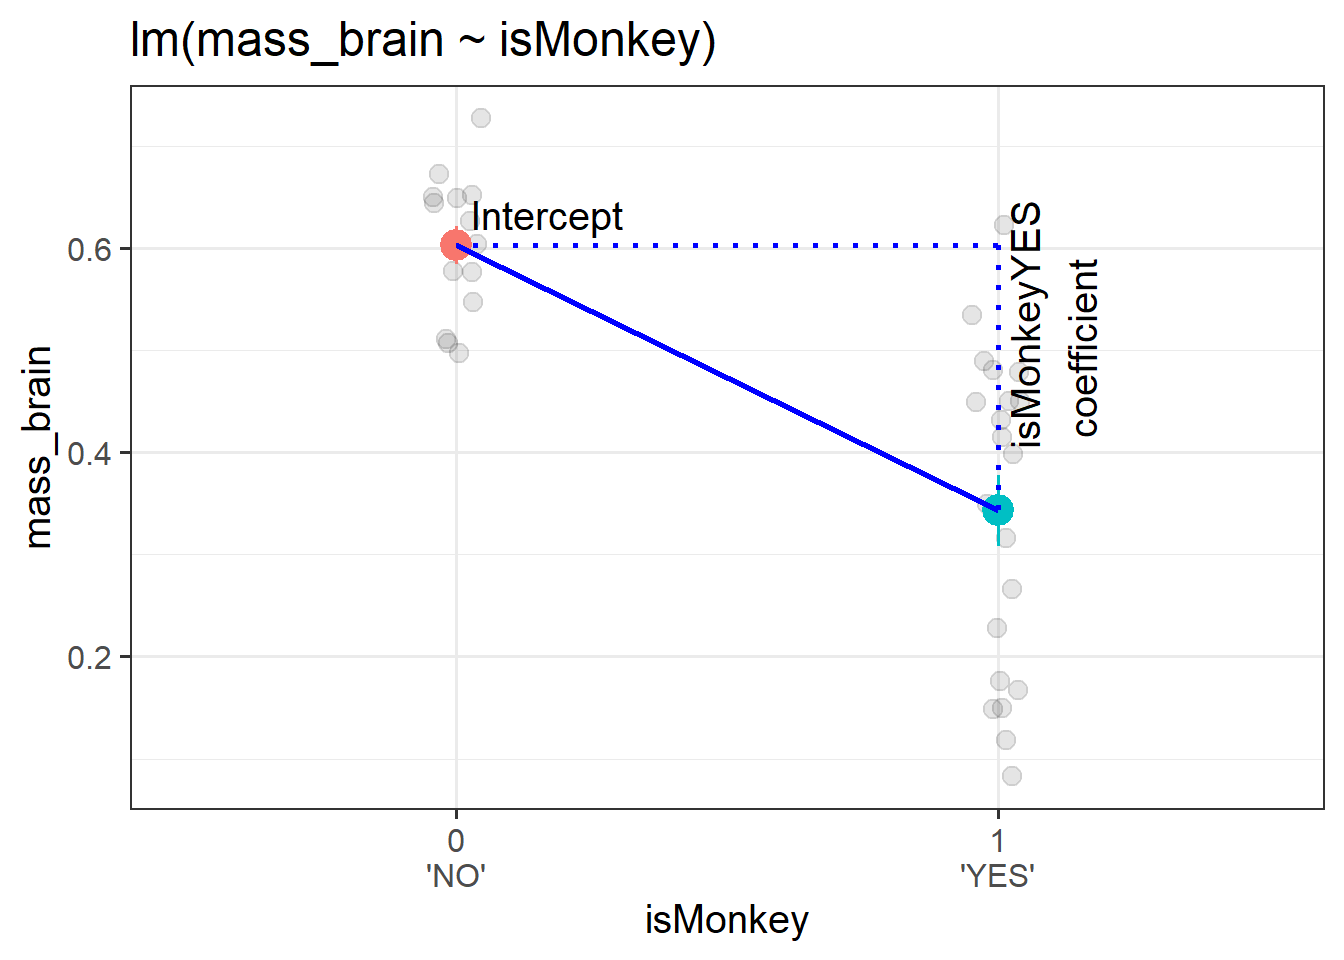 lm(mass_brain ~ isMonkey)
Intercept
isMonkeyYES
coefficient
mass_brain
0.6
0.4
0.2
0
'NO'
1
'YES'
isMonkey